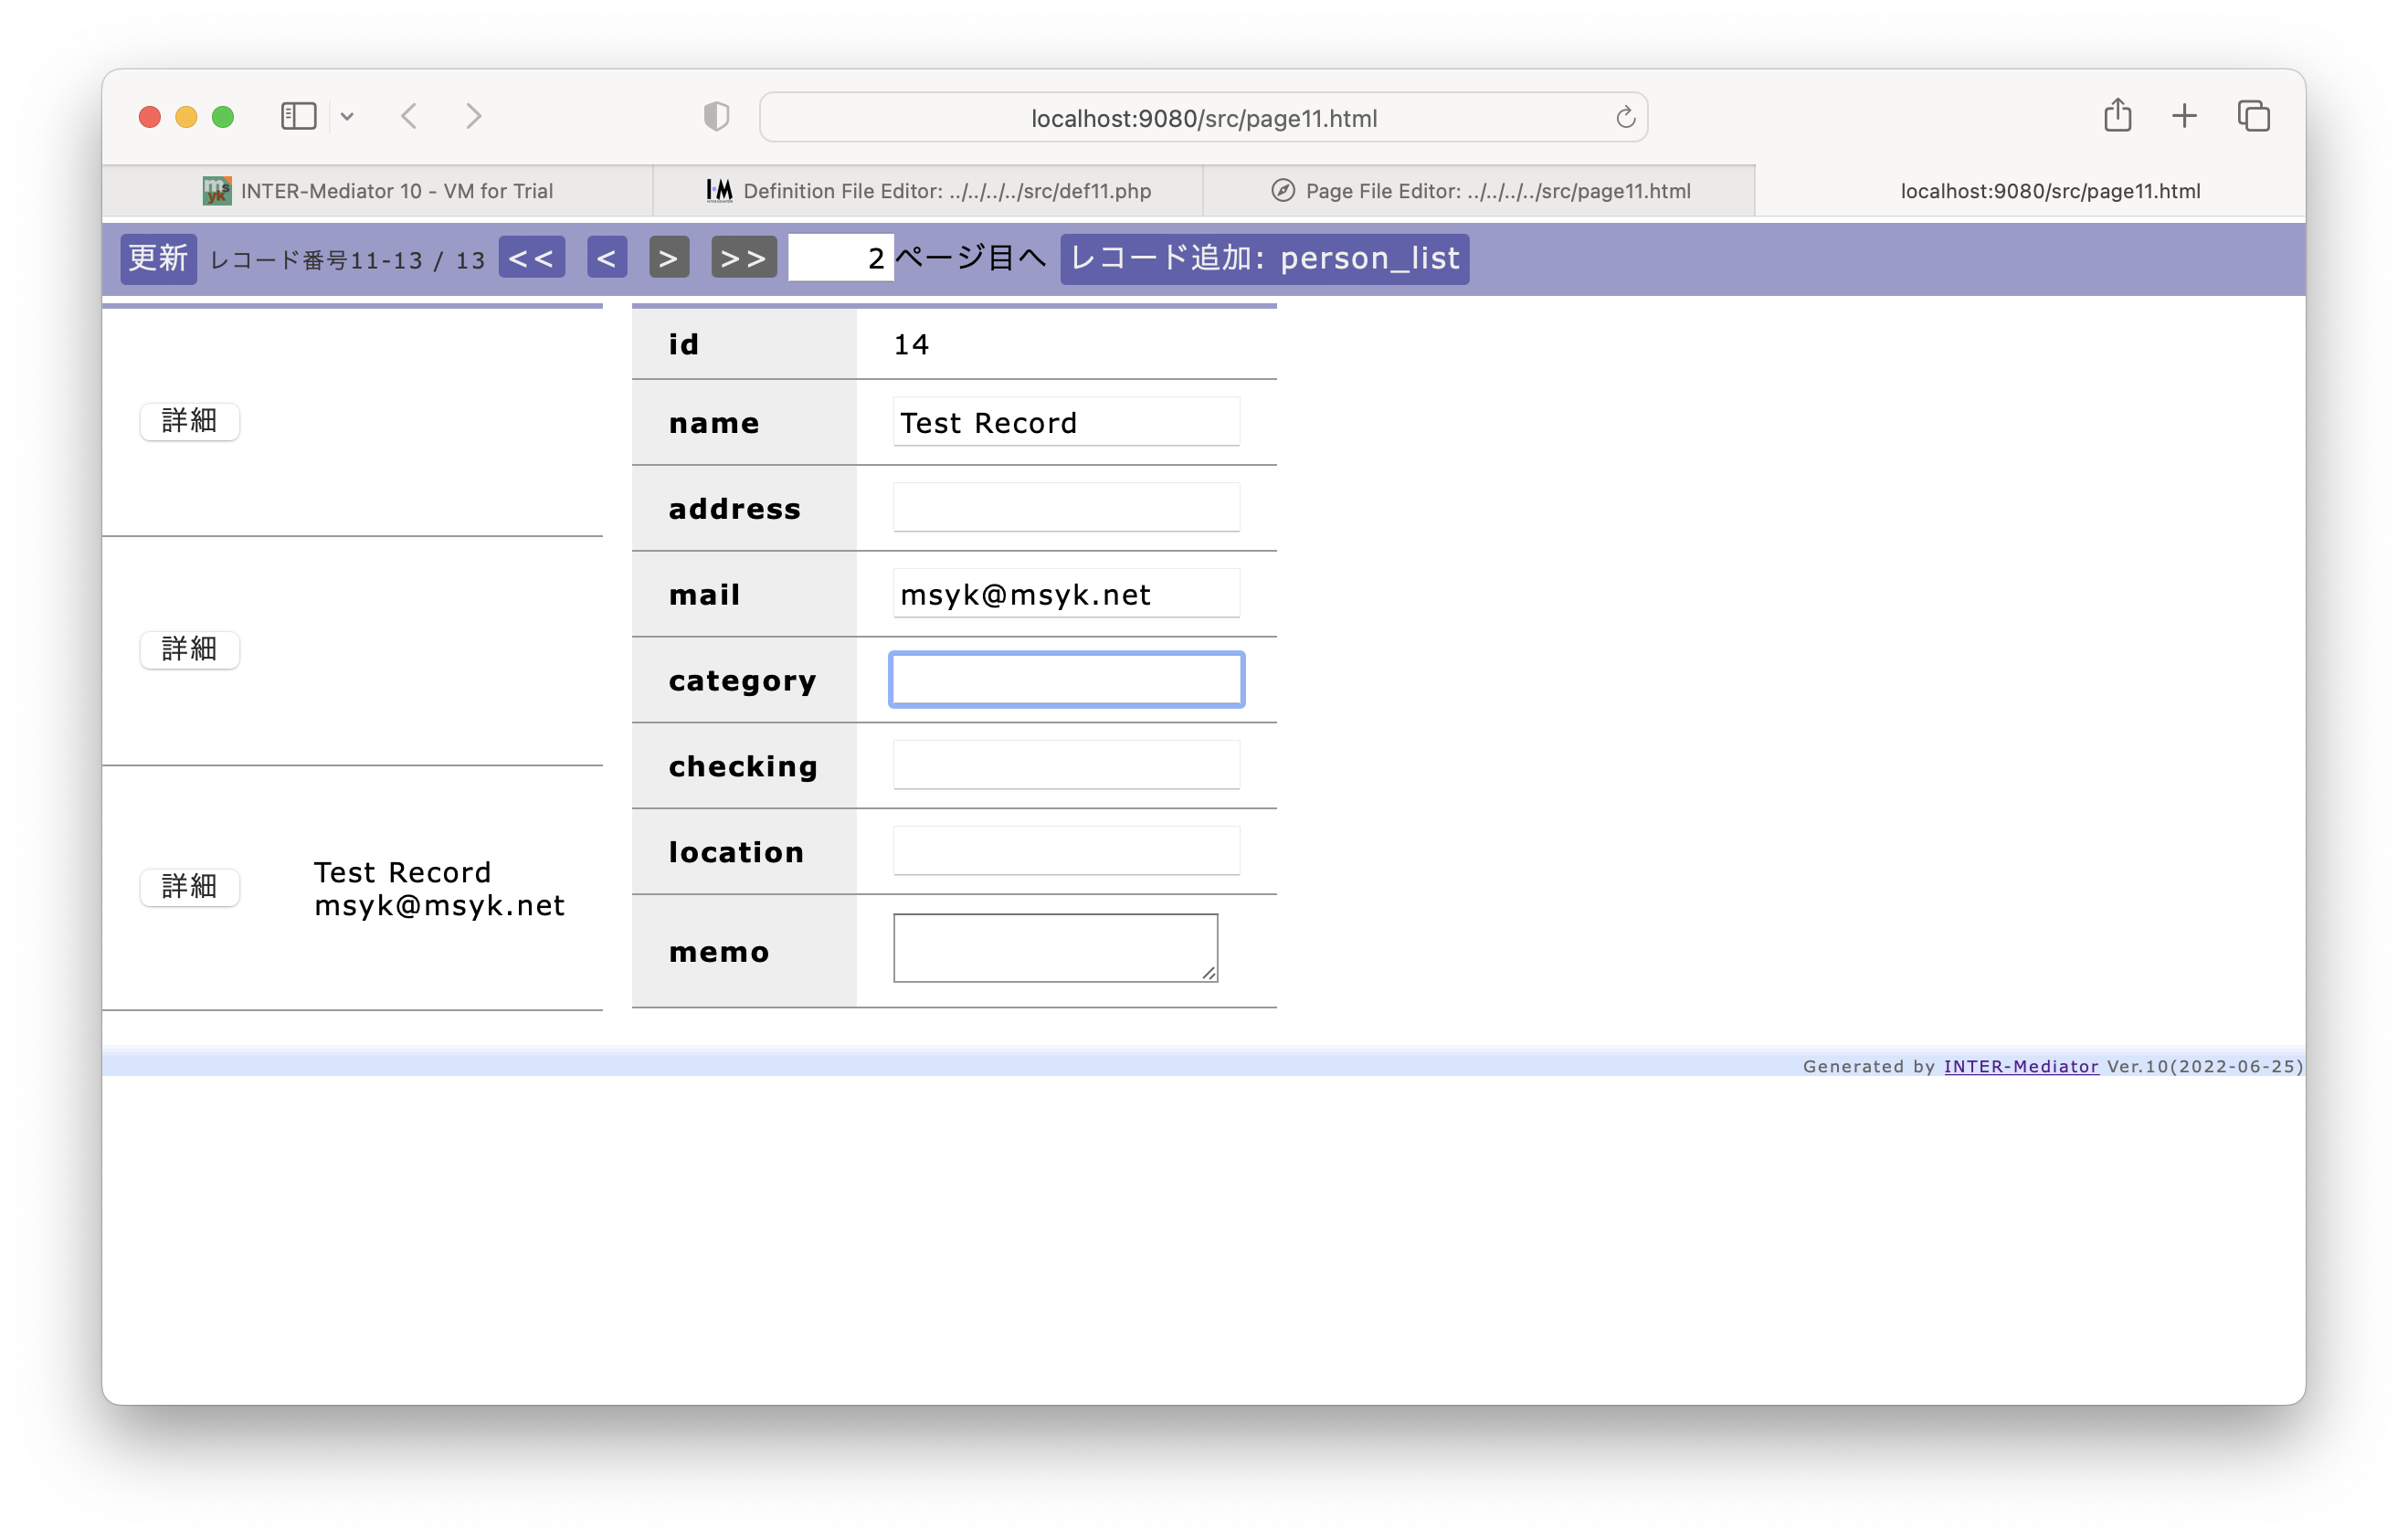 localhost:9080/src/page11.html
INTER-Mediator 10 - VM for Trial
Definition File Editor: ../../../../src/def11.php
Page File Editor: ../../../../src/page11.html
localhost:9080/src/page11.html
更新 レコード番号11-13 / 13 << < > >> 2 ページ目へ レコード追加: person_list
詳細
詳細
詳細
Test Record
msyk@msyk.net
id 14
name Test Record
address
mail msyk@msyk.net
category
checking
location
memo
Generated by INTER-Mediator Ver.10(2022-06-25)